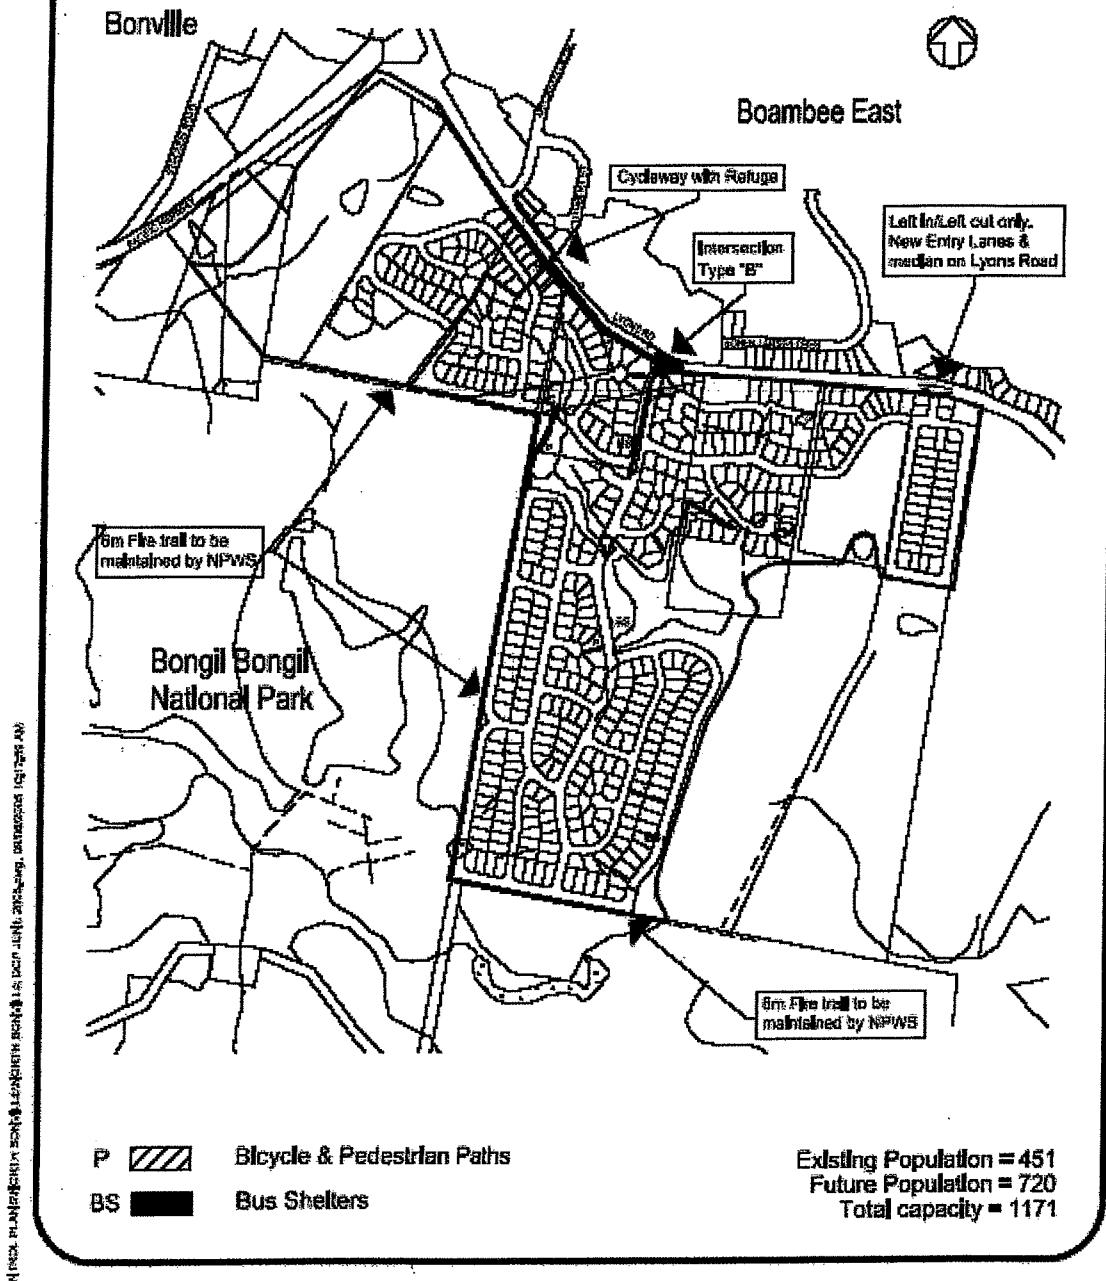 Bonville
Boambee East
Cycleway with Refuge
Left in/Left out only.
New Entry Lanes &
median on Lyons Road
Intersection
Type "B"
LYONS RD
6m Fire trail to be
maintained by NPWS
Bongil Bongil
National Park
6m Fire trail to be
maintained by NPWS
P Bicycle & Pedestrian Paths
BS Bus Shelters
Existing Population = 451
Future Population = 720
Total capacity = 1171